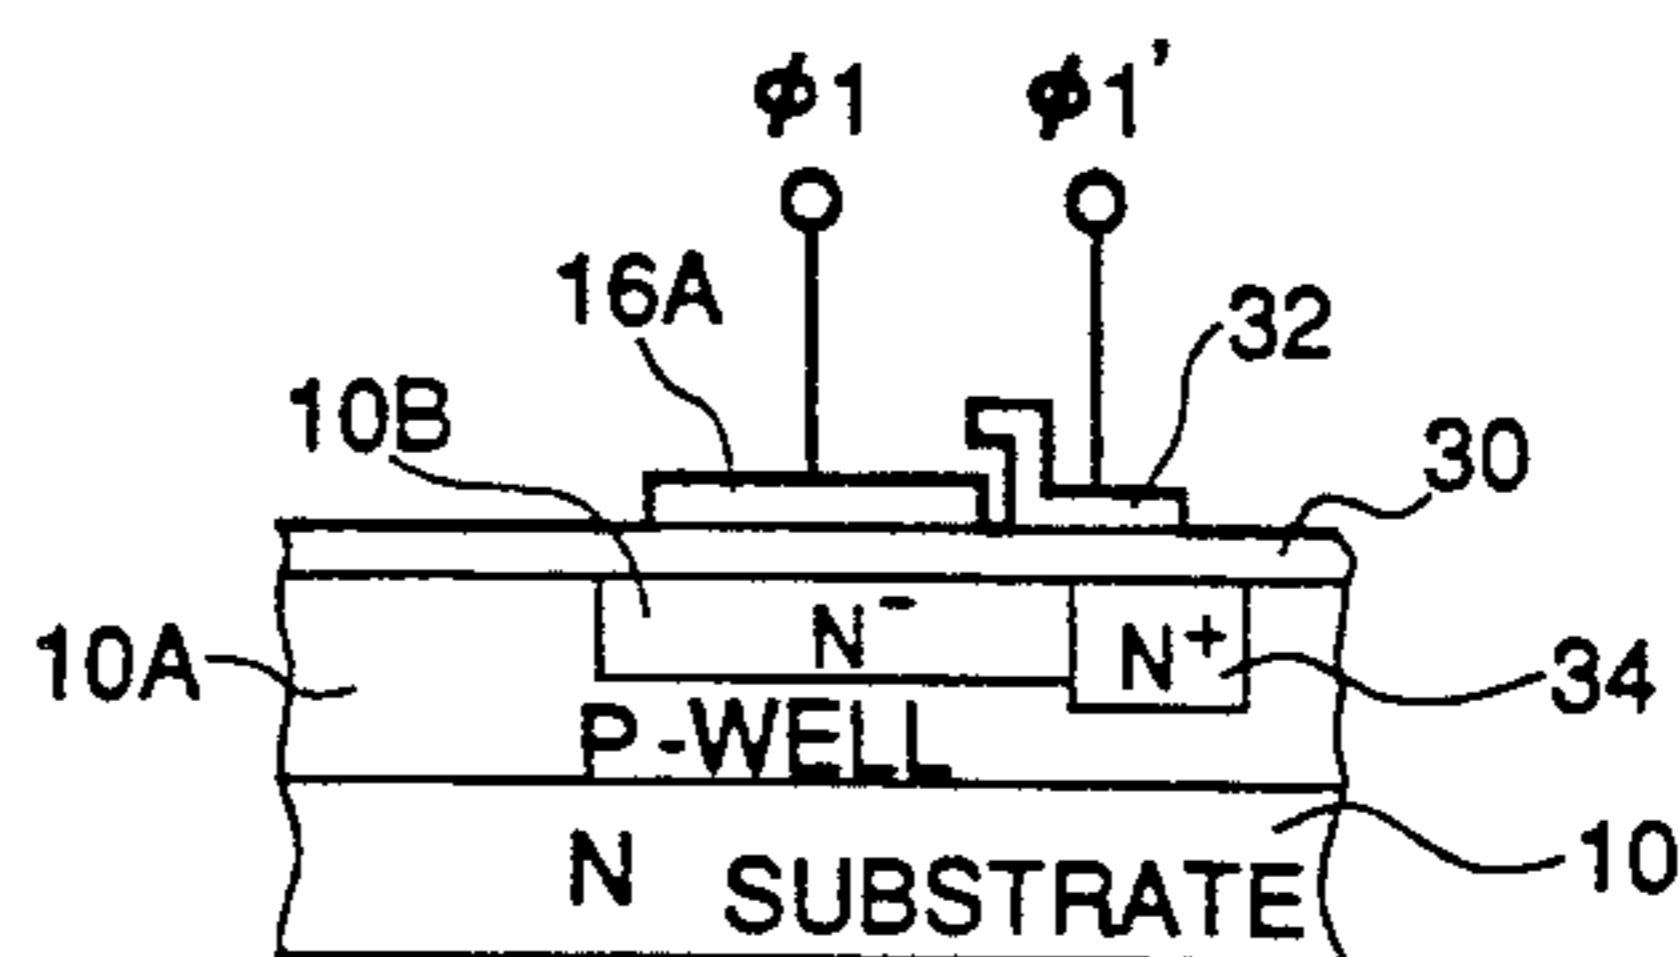 ϕ1 ϕ1'
16A
32
10B
30
N-
N+
10A
34
P-WELL
N SUBSTRATE
10